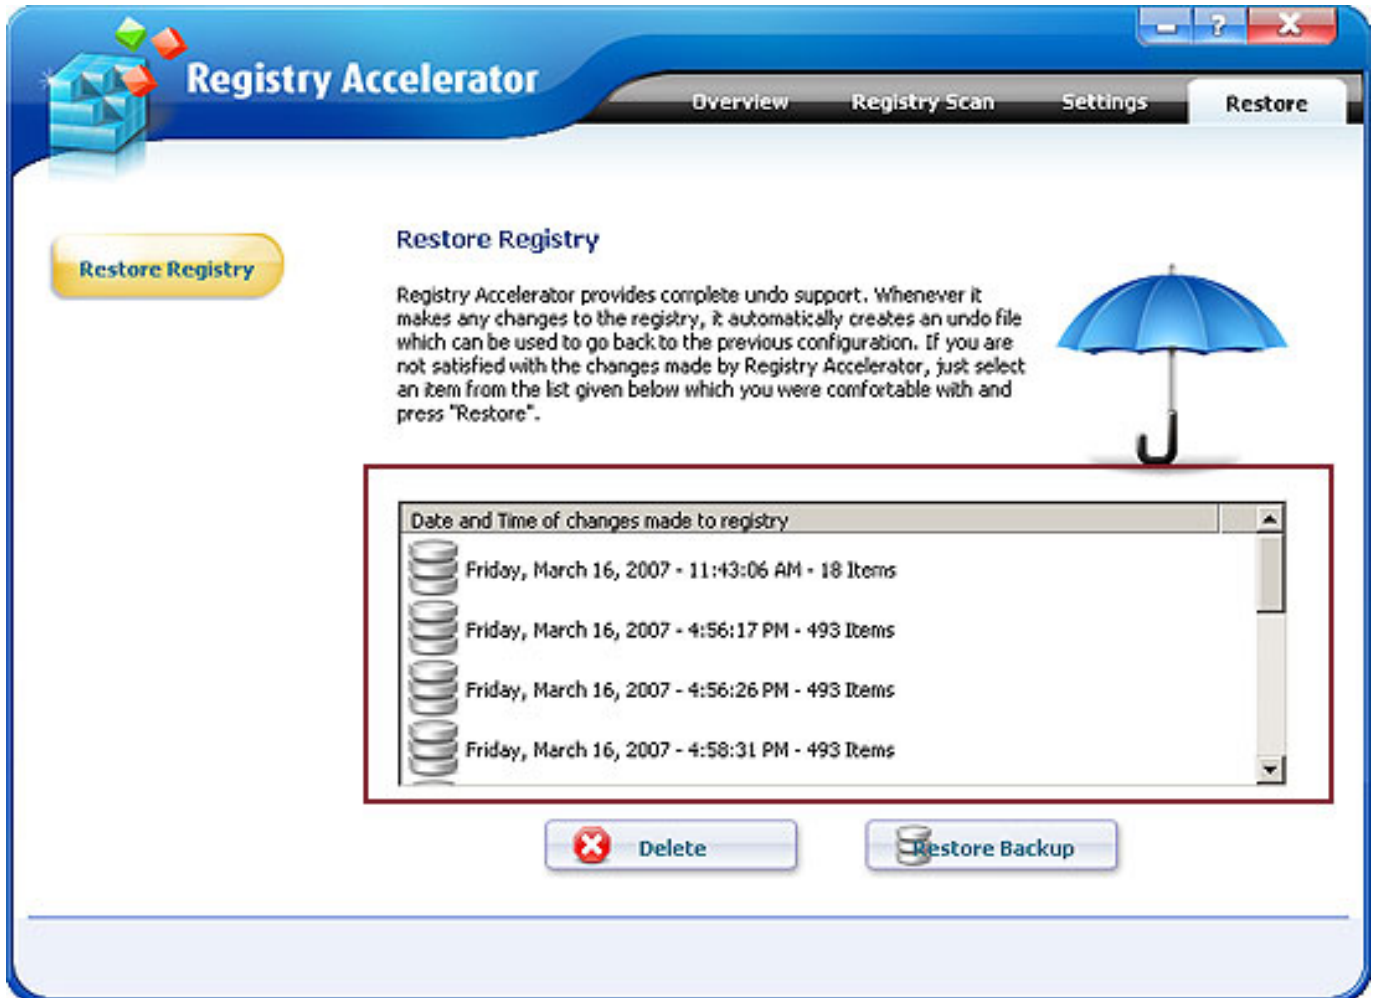 Registry Accelerator
?
Overview
Registry Scan
Settings
Restore
Restore Registry
Restore Registry
Registry Accelerator provides complete undo support. Whenever it
makes any changes to the registry, it automatically creates an undo file
which can be used to go back to the previous configuration. If you are
not satisfied with the changes made by Registry Accelerator, just select
an item from the list given below which you were comfortable with and
press "Restore".
Date and Time of changes made to registry
Friday, March 16, 2007 - 11:43:06 AM - 18 Items
Friday, March 16, 2007 - 4:56:17 PM - 493 Items
Friday, March 16, 2007 - 4:56:26 PM - 493 Items
Friday, March 16, 2007 - 4:58:31 PM - 493 Items
Delete
Restore Backup